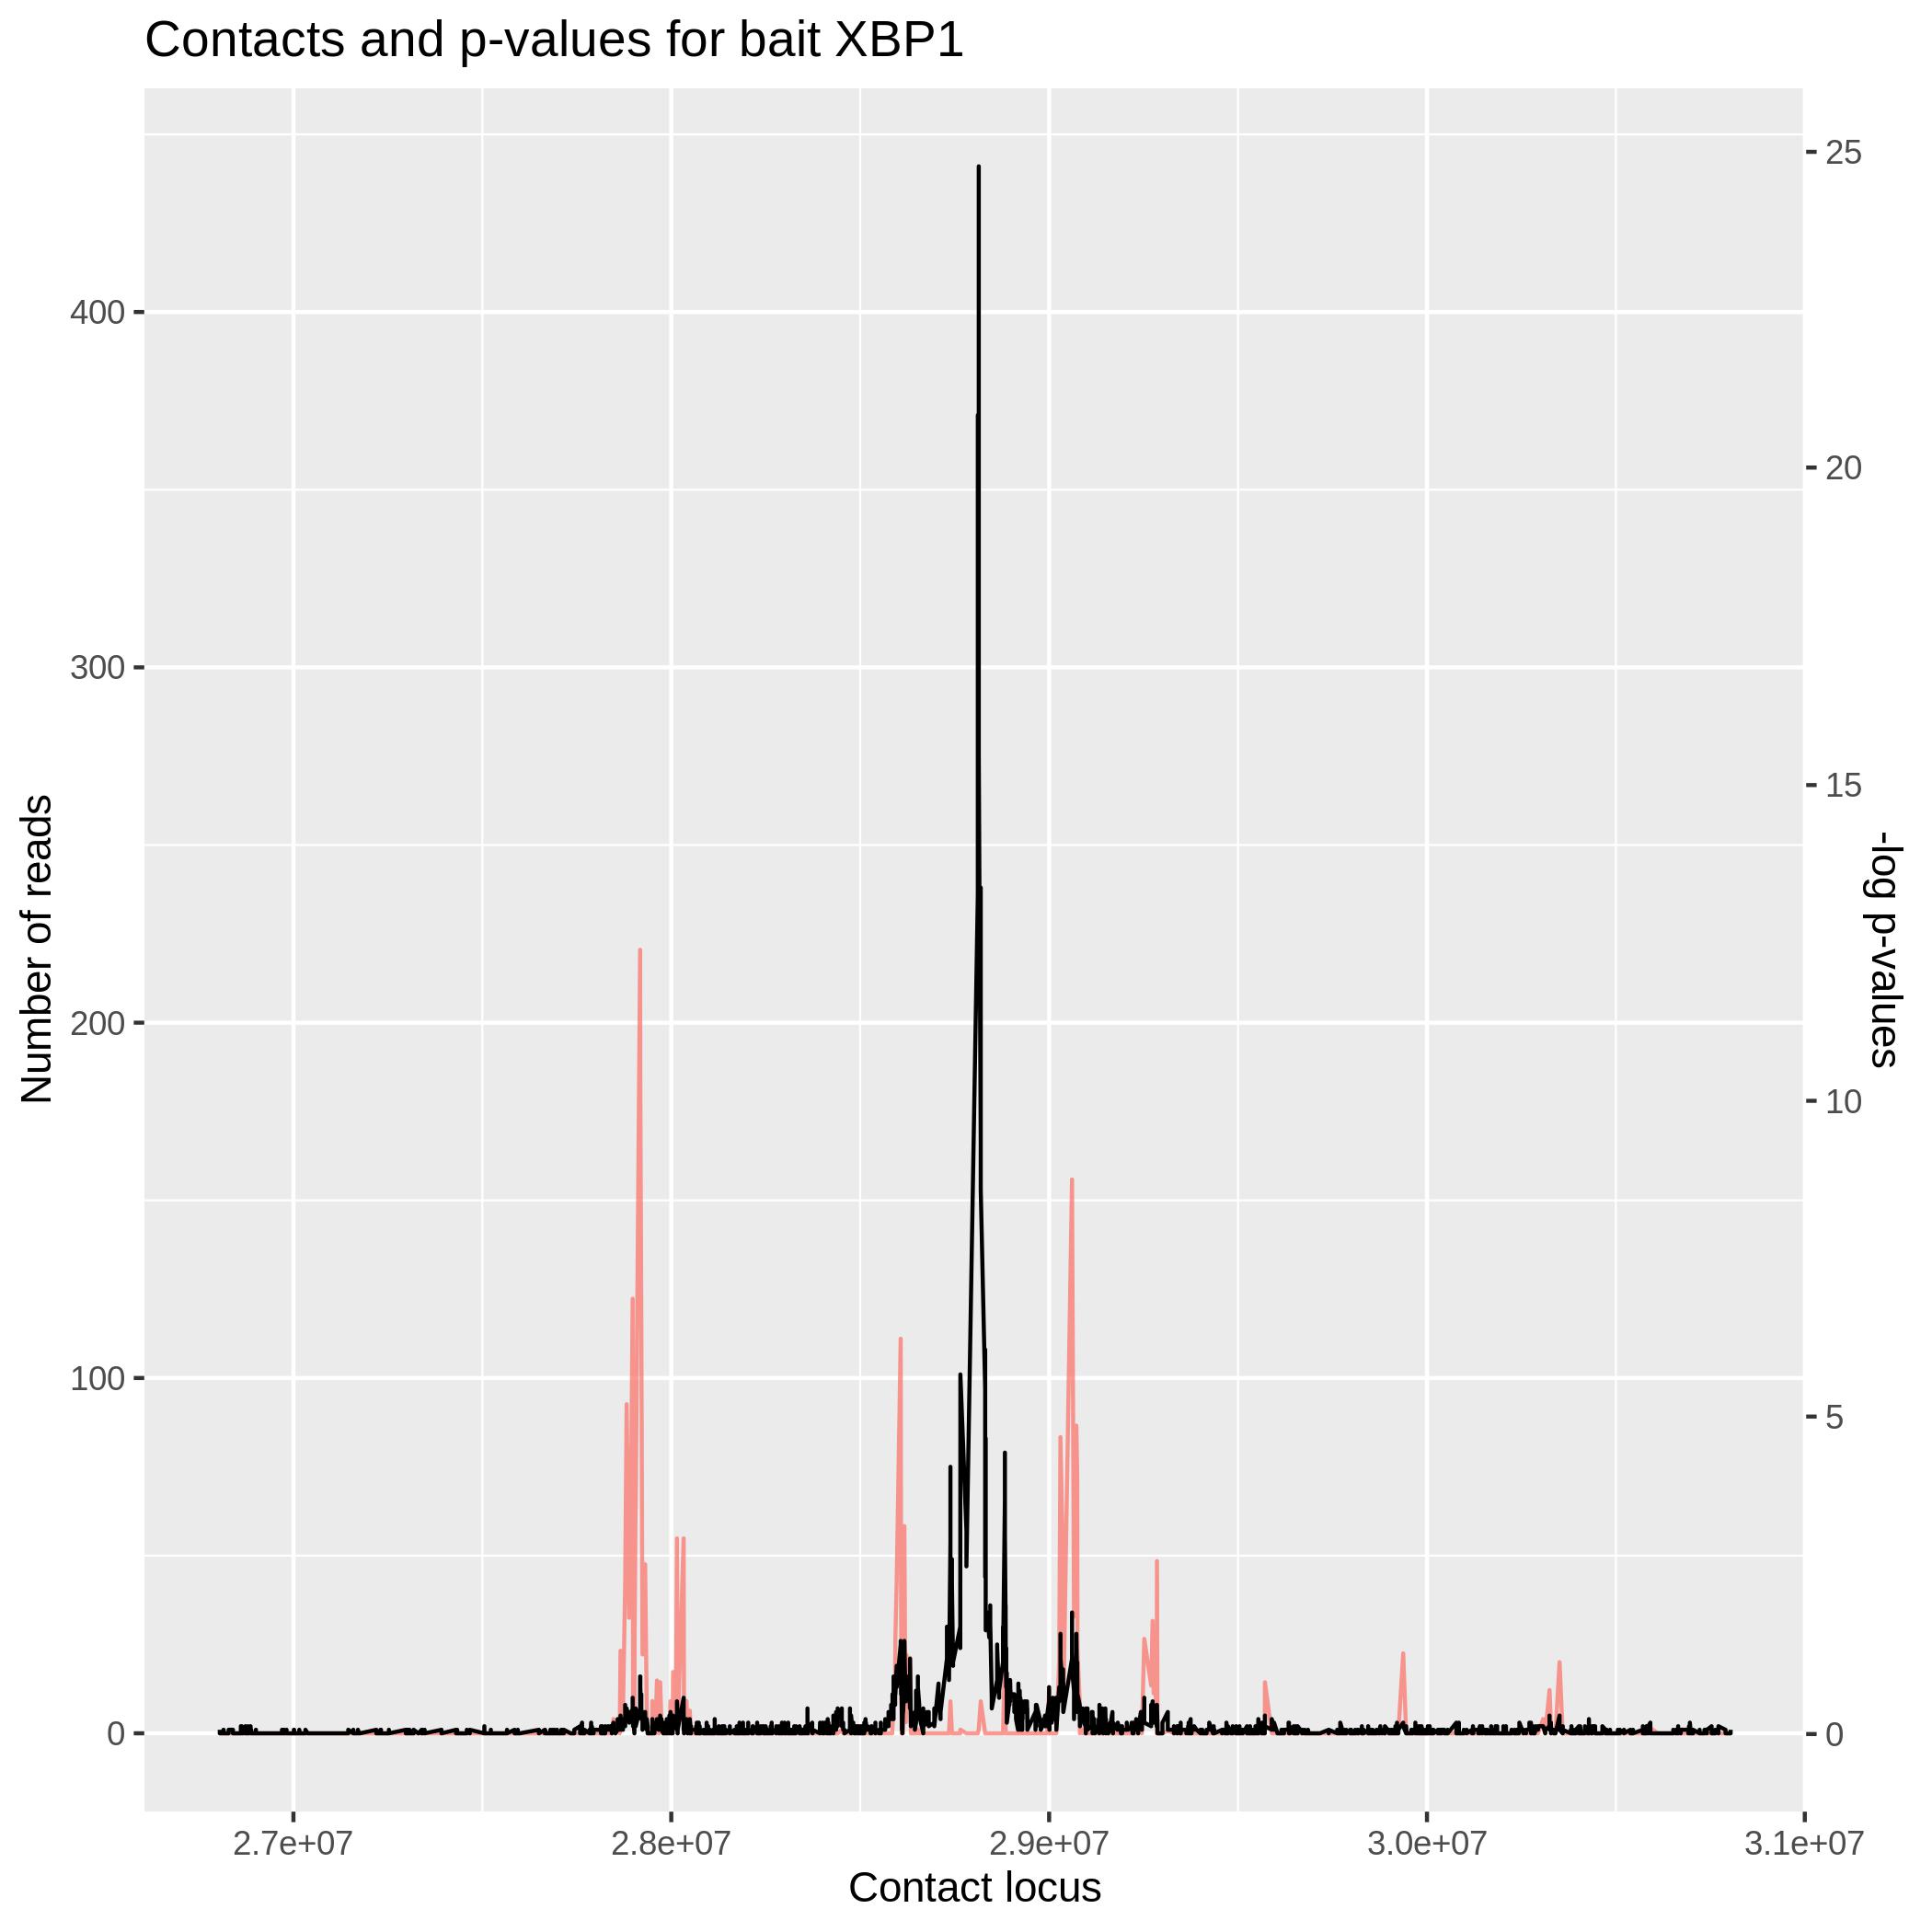 Contacts and p-values for bait XBP1
Number of reads
400
300
200
100
0
25
20
15
10
5
0
-log p-values
2.7e+07
2.8e+07
2.9e+07
3.0e+07
3.1e+07
Contact locus